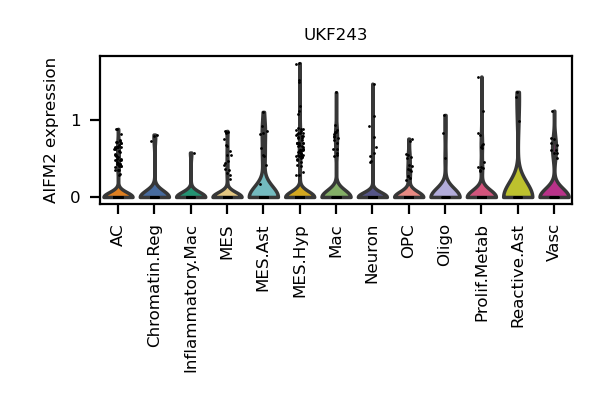 UKF243
AIFM2 expression
1
0
AC
Chromatin.Reg
Inflammatory.Mac
MES
MES.Ast
MES.Hyp
Mac
Neuron
OPC
Oligo
Prolif.Metab
Reactive.Ast
Vasc